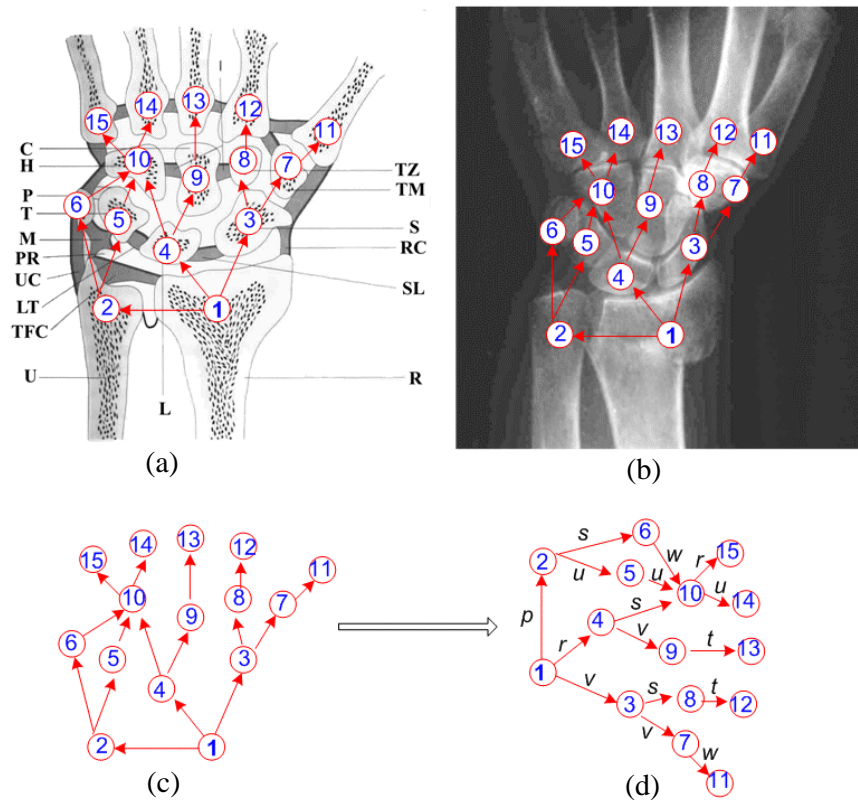 I
15 14 13 12 11
C
H
10 9 8 7
TZ
P
TM
T
6 5 4 3
S
M
RC
PR
UC
SL
LT
2 1
TFC
U
R
L
(a)
15 14 13 12 11
10 9 8 7
6 5 4 3
2 1
(b)
15 14 13 12 11
10 9 8 7
6 5 4 3
2 1
(c)
s 6 w r 15
2 u 5 u 10 u 14
p 4 s
r v 9 t 13
1
v 3 s 8 t 12
v 7
w 11
(d)